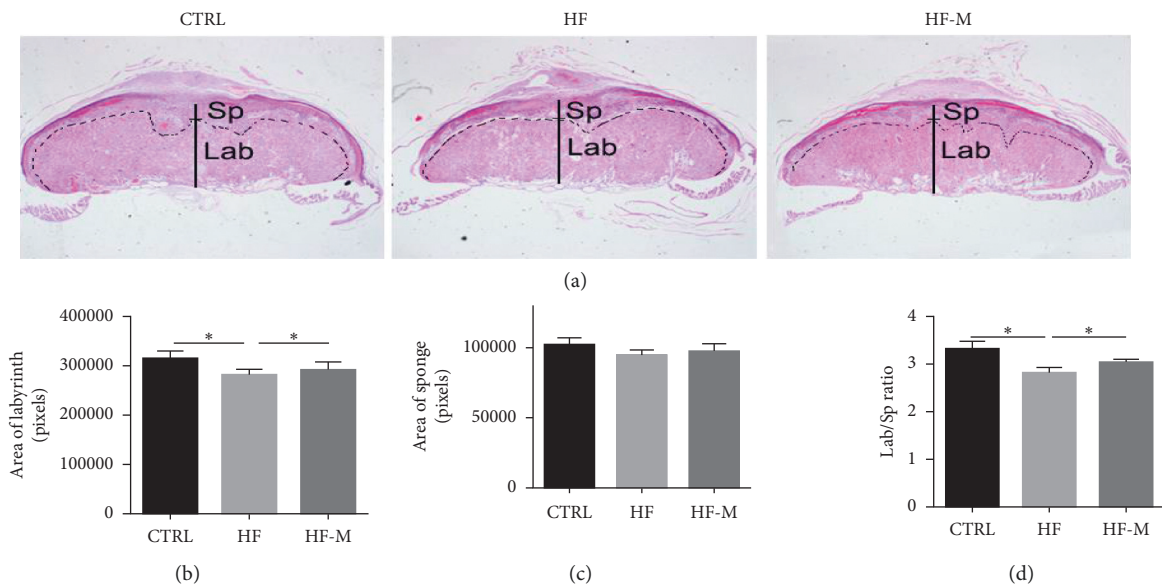 CTRL HF HF-M
Sp Sp Sp
Lab Lab Lab
(a)
Area of labyrinth
(pixels)
400000
300000
200000
100000
0
* *
CTRL HF HF-M
(b)
Area of sponge
(pixels)
100000
50000
0
CTRL HF HF-M
(c)
Lab/Sp ratio
4
3
2
1
0
* *
CTRL HF HF-M
(d)